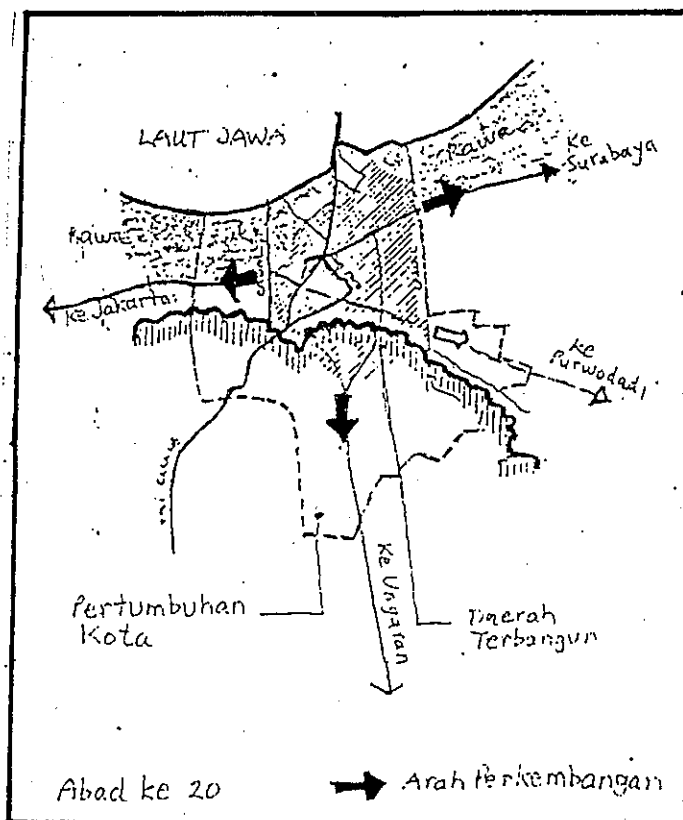 LAUT JAWA
Rawa
Ke
Surabaya
Rawa
Ke Jakarta
Ke
Purwodadi
Ke Ungaran
Pertumbuhan
Kota
Daerah
Terbangun
Abad ke 20
Arah Perkembangan